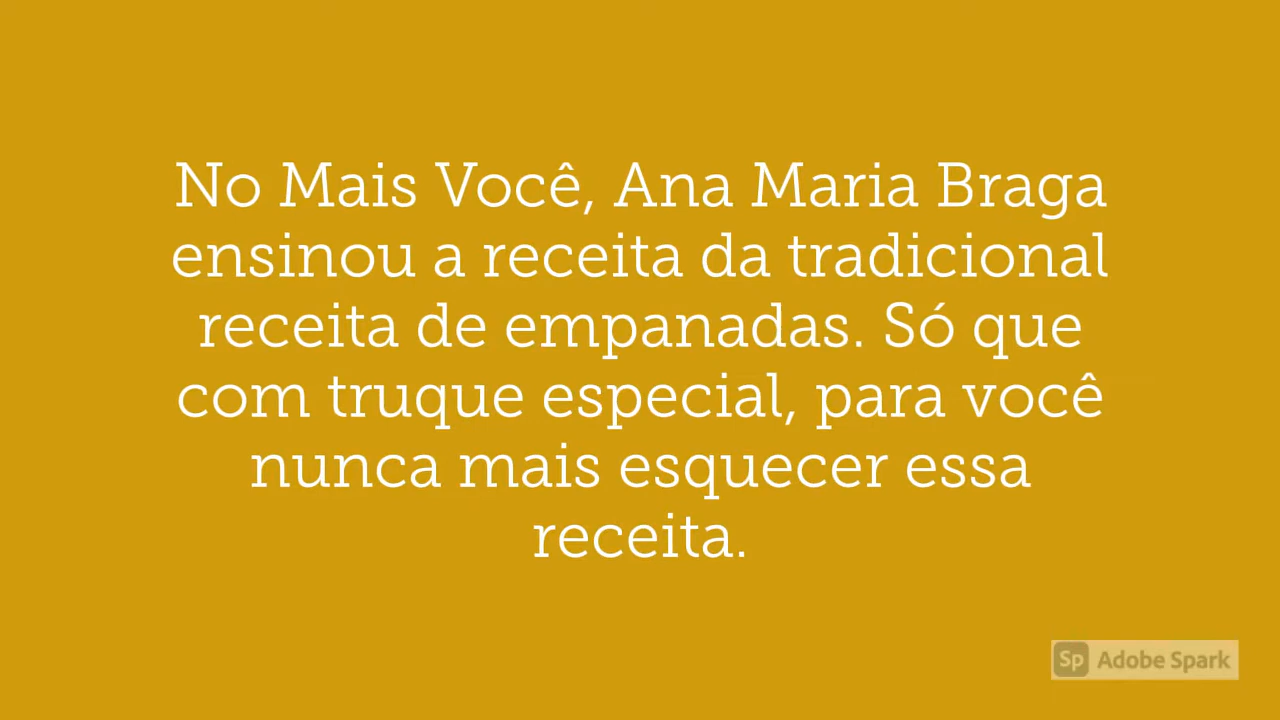 No Mais Você, Ana Maria Braga
ensinou a receita da tradicional
receita de empanadas. Só que
com truque especial, para você
nunca mais esquecer essa
receita.
Sp Adobe Spark